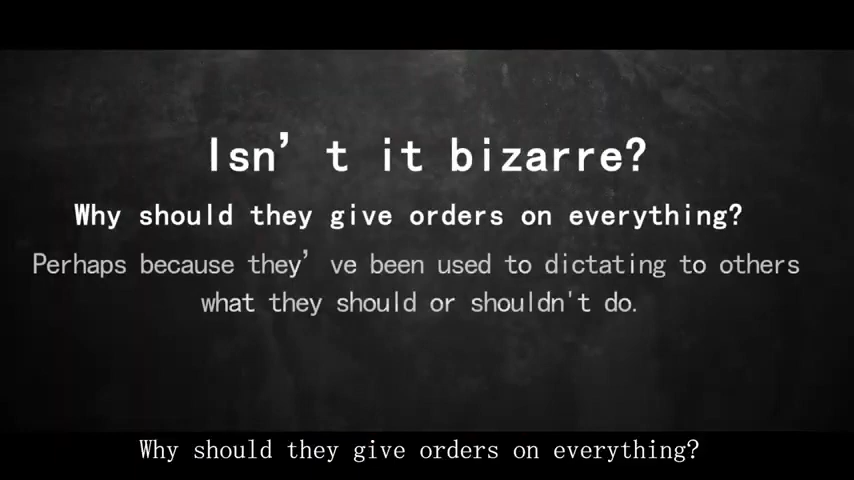 Isn’t it bizarre?
Why should they give orders on everything?
Perhaps because they’ve been used to dictating to others
what they should or shouldn't do.
Why should they give orders on everything?